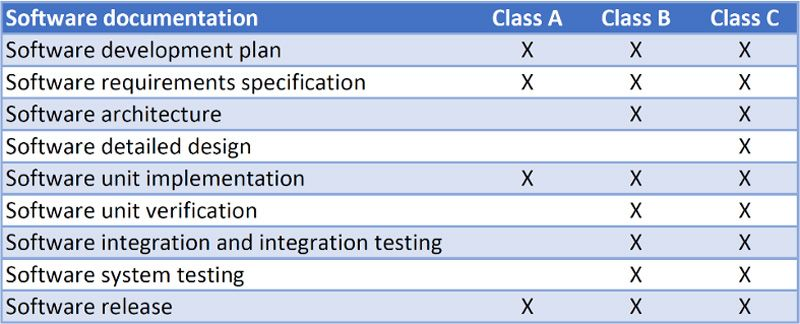 Software documentation Class A Class B Class C
Software development plan X X X
Software requirements specification X X X
Software architecture X X
Software detailed design X
Software unit implementation X X X
Software unit verification X X
Software integration and integration testing X X
Software system testing X X
Software release X X X